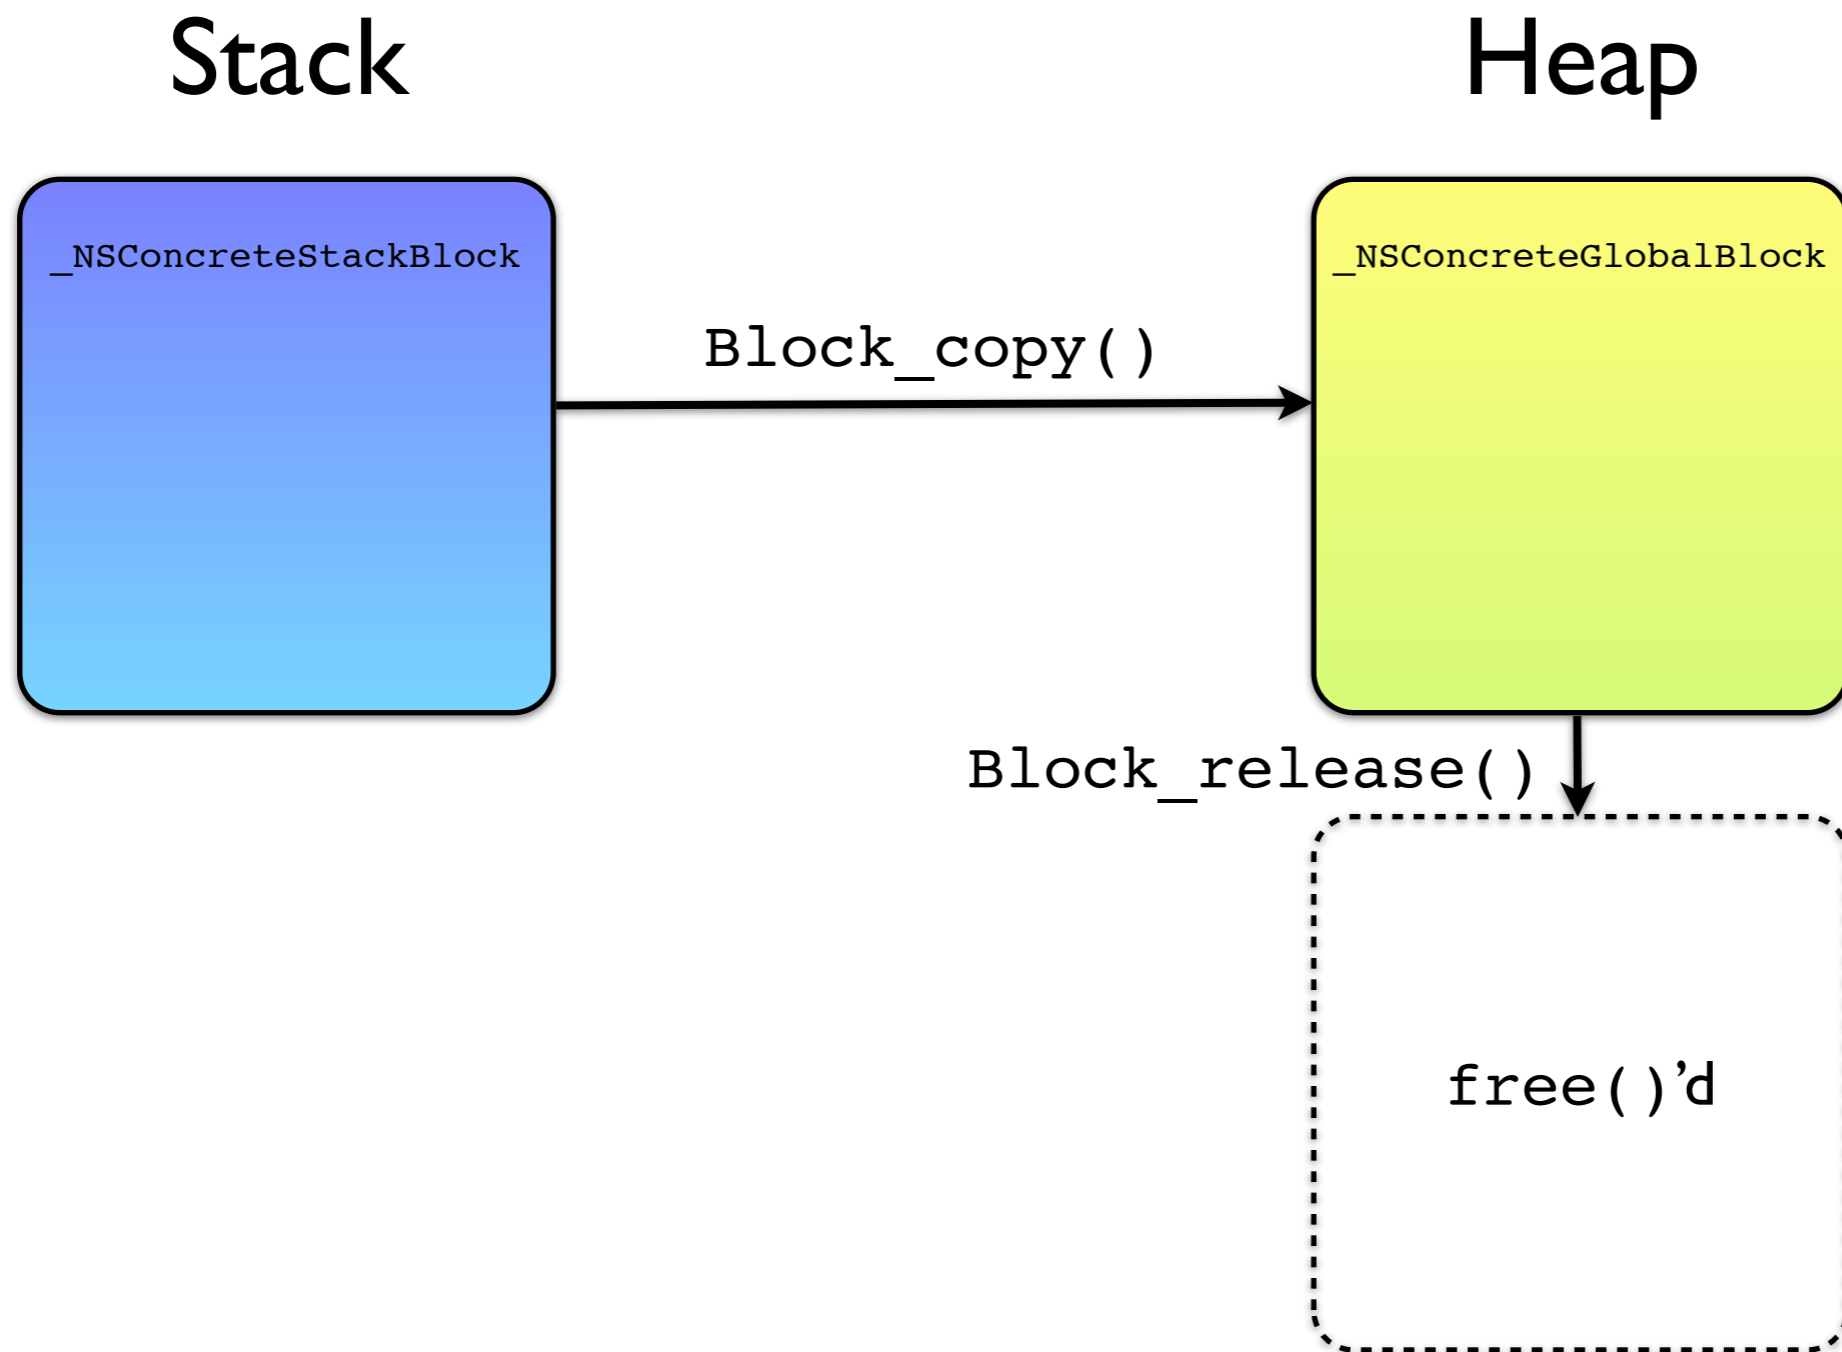 Stack
Heap
_NSConcreteStackBlock
_NSConcreteGlobalBlock
Block_copy()
Block_release()
free()’d